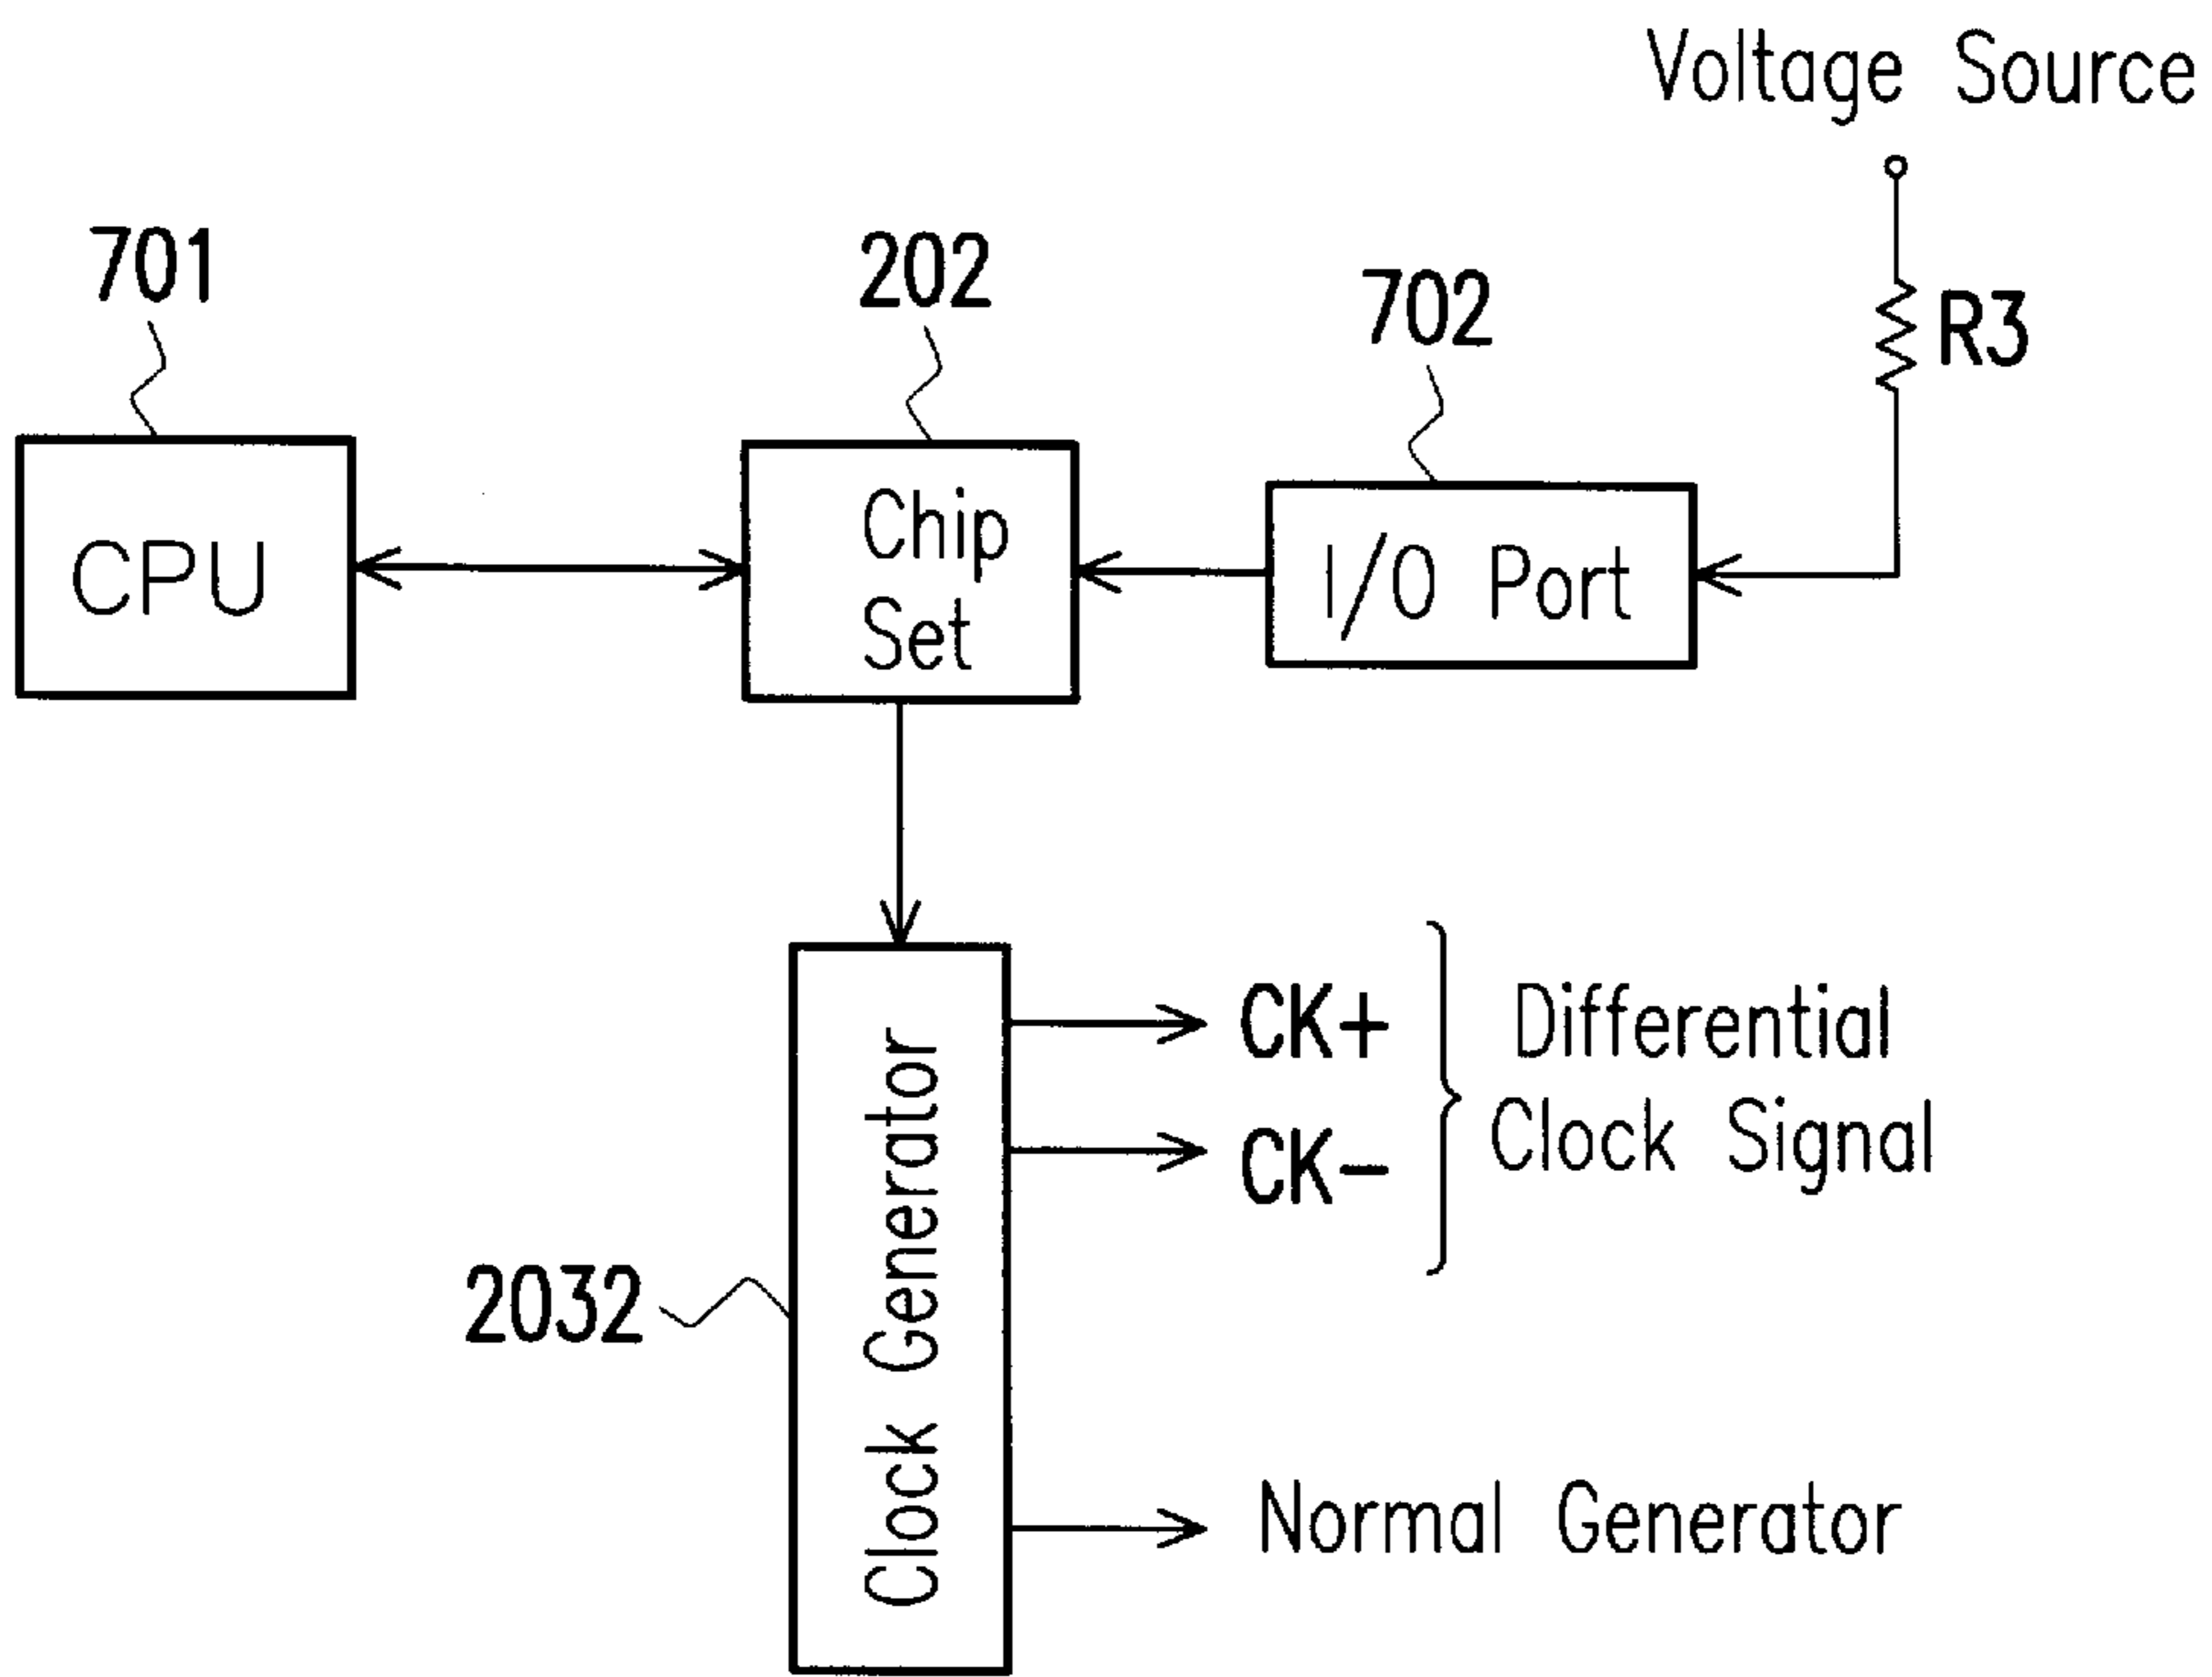 Voltage Source
701
202
702
R3
CPU
Chip
Set
I/O Port
CK+
CK-
Differential
Clock Signal
2032
Clock Generator
Normal Generator